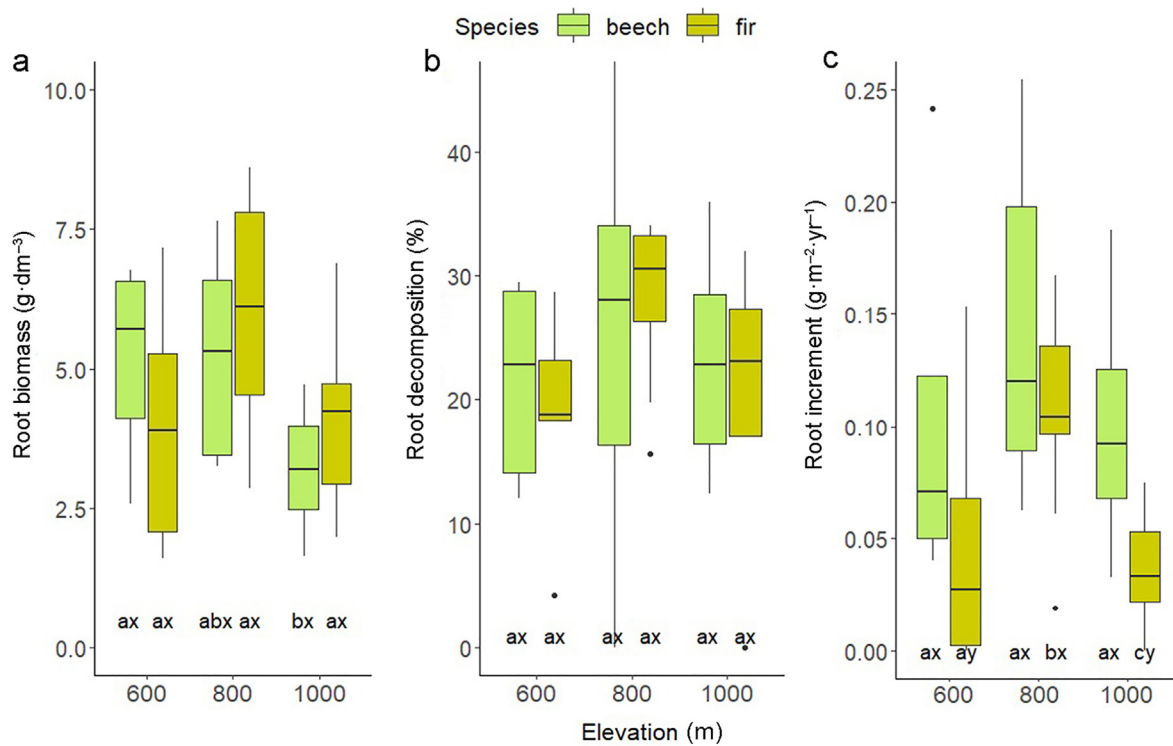 Species beech fir
a
Root biomass (g·dm⁻³)
10.0
7.5
5.0
2.5
0.0
ax ax abx ax bx ax
600 800 1000
b
Root decomposition (%)
40
30
20
10
0
ax ax ax ax ax ax
600 800 1000
Elevation (m)
c
Root increment (g·m⁻²·yr⁻¹)
0.25
0.20
0.15
0.10
0.05
0.00
ax ay ax bx ax cy
600 800 1000